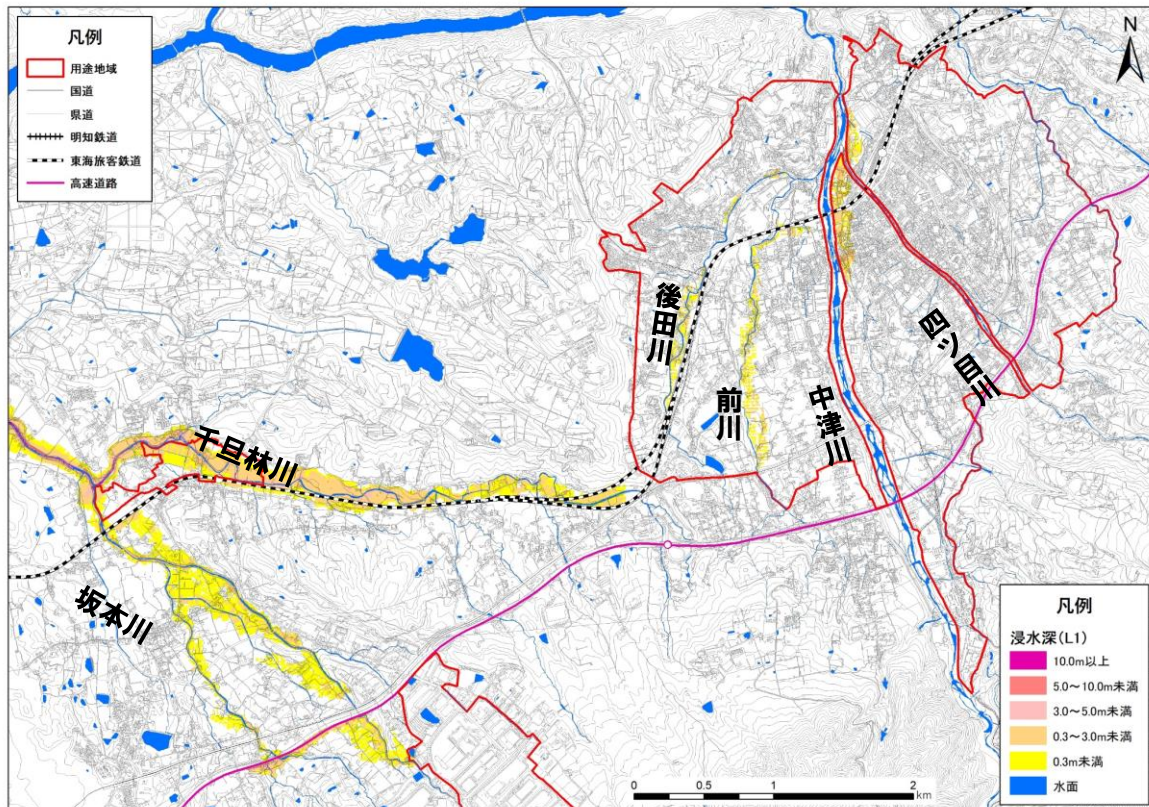 凡例
用途地域
国道
県道
明知鉄道
東海旅客鉄道
高速道路
N
後田川
前川
中津川
四ツ目川
千旦林川
坂本川
凡例
浸水深(L1)
10.0m以上
5.0～10.0m未満
3.0～5.0m未満
0.3～3.0m未満
0.3m未満
水面
0 0.5 1 2
km